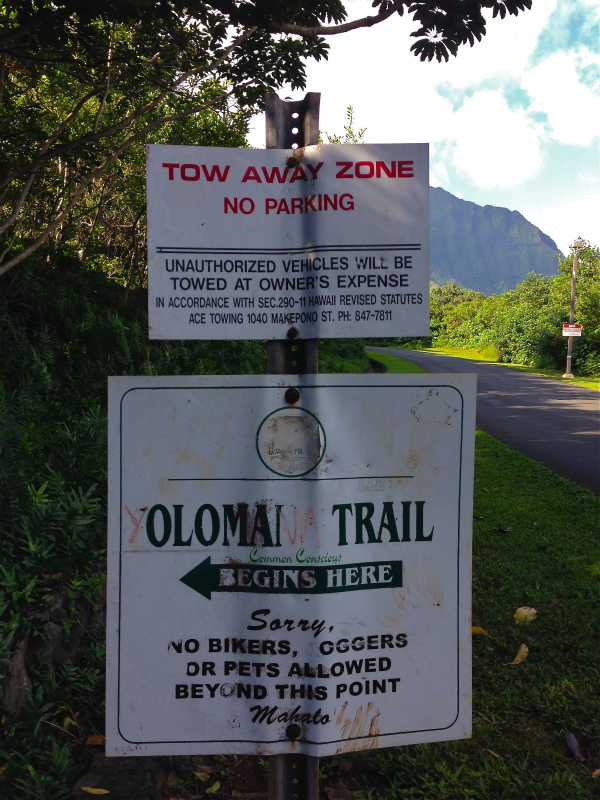 TOW AWAY ZONE
NO PARKING
UNAUTHORIZED VEHICLES WILL BE
TOWED AT OWNER'S EXPENSE
IN ACCORDANCE WITH SEC.290-11 HAWAII REVISED STATUTES
ACE TOWING 1040 MAKEPONO ST. PH: 847-7811
YOLOMANA TRAIL
Common Conscious
BEGINS HERE
Sorry,
NO BIKERS, OGGERS
OR PETS ALLOWED
BEYOND THIS POINT
Mahalo